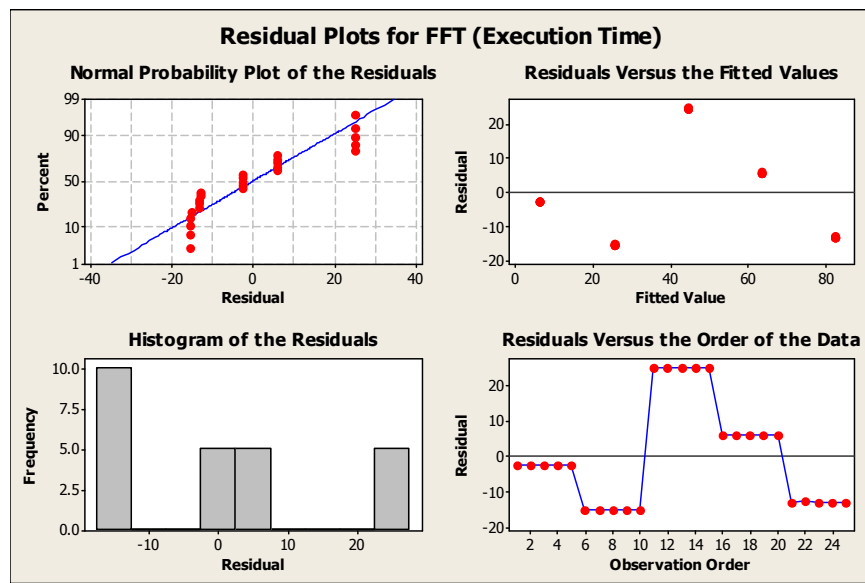 Residual Plots for FFT (Execution Time)
Normal Probability Plot of the Residuals
99
90
50
10
1
Percent
-40 -20 0 20 40
Residual
Residuals Versus the Fitted Values
20
10
0
-10
-20
Residual
0 20 40 60 80
Fitted Value
Histogram of the Residuals
10.0
7.5
5.0
2.5
0.0
Frequency
-10 0 10 20
Residual
Residuals Versus the Order of the Data
20
10
0
-10
-20
Residual
2 4 6 8 10 12 14 16 18 20 22 24
Observation Order